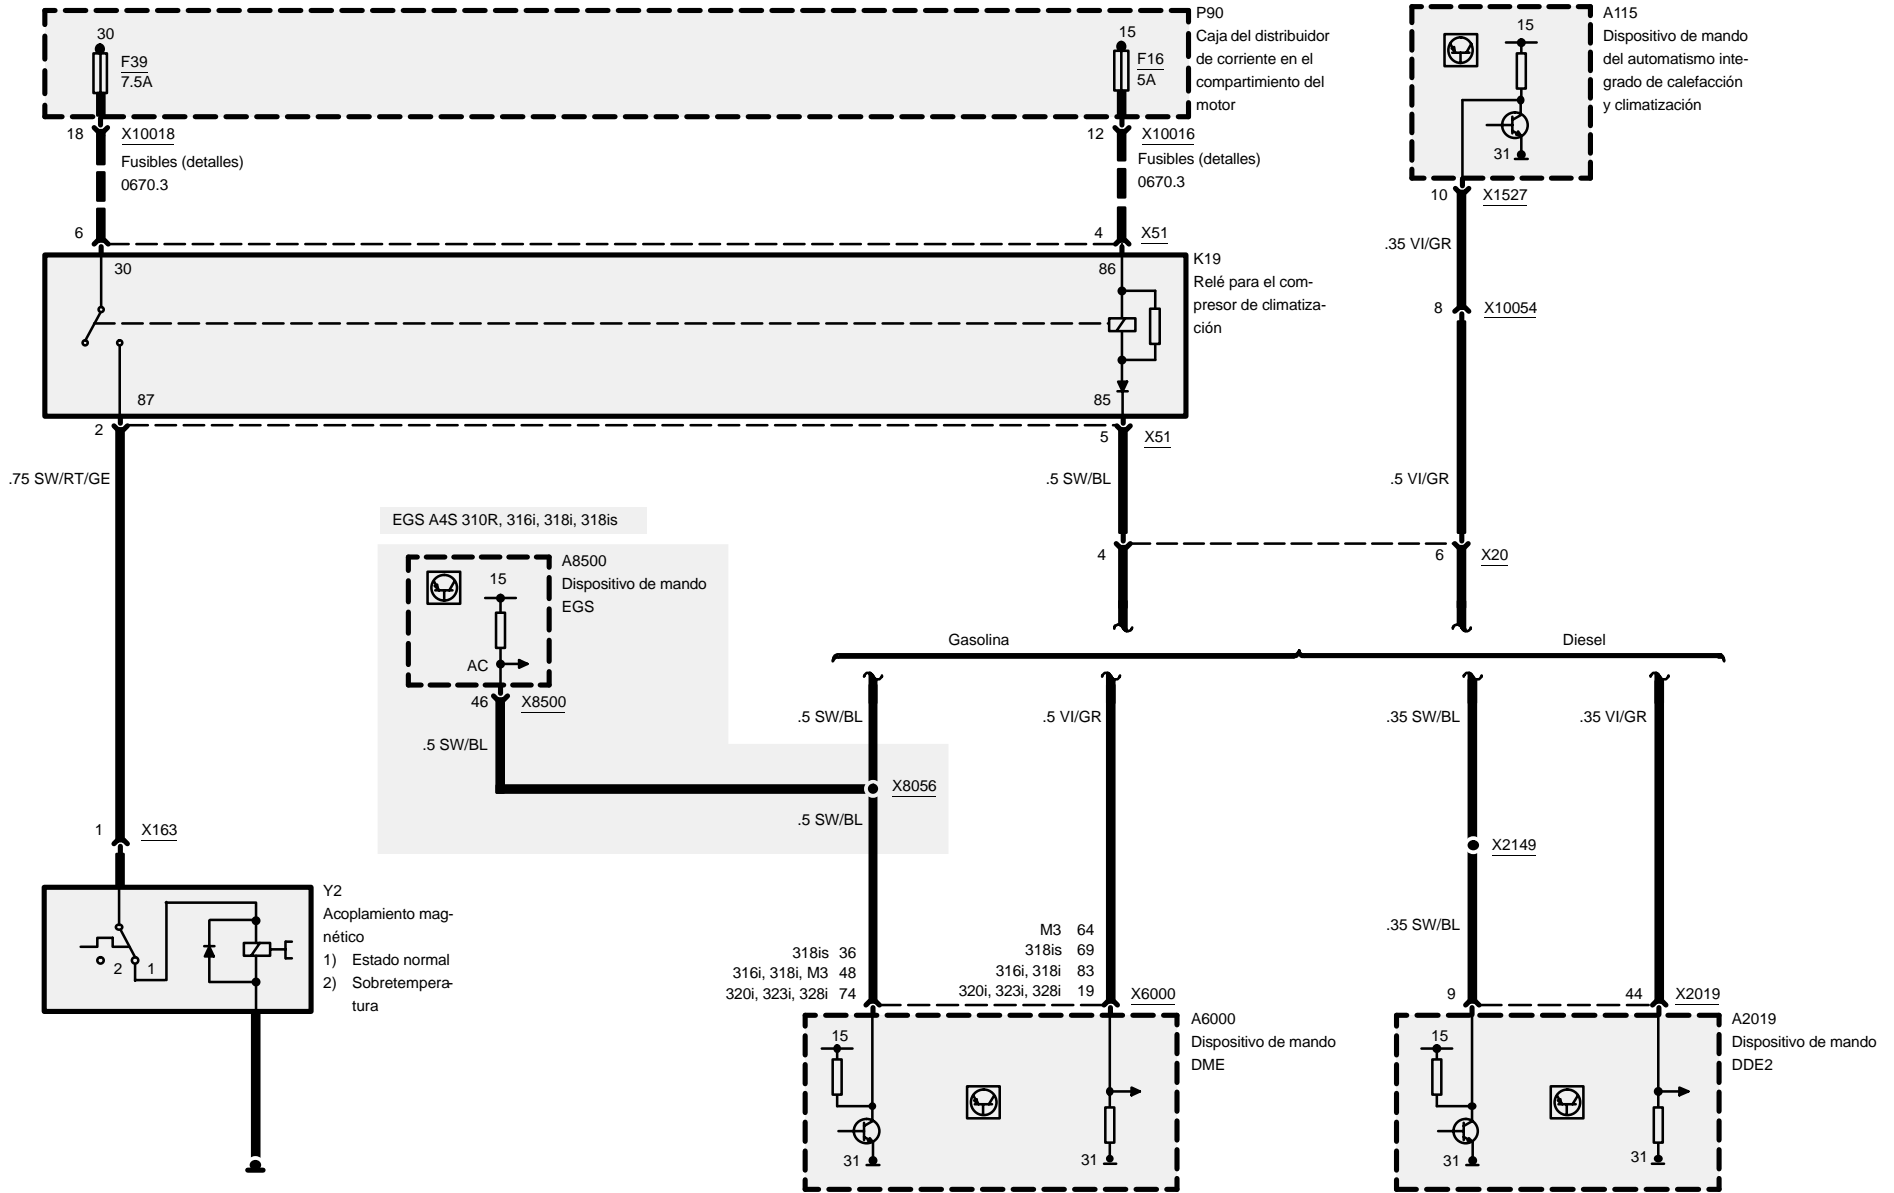 P90
Caja del distribuidor
de corriente en el
compartimiento del
motor
30
F39
7.5A
15
F16
5A
A115
Dispositivo de mando
del automatismo inte-
grado de calefacción
y climatización
15
31
18 X10018
Fusibles (detalles)
0670.3
12 X10016
Fusibles (detalles)
0670.3
10 X1527
.35 VI/GR
6
4 X51
K19
Relé para el com-
presor de climatiza-
ción
30
86
87
85
8 X10054
2
5 X51
.75 SW/RT/GE
.5 SW/BL
.5 VI/GR
EGS A4S 310R, 316i, 318i, 318is
A8500
Dispositivo de mando
EGS
15
AC
46 X8500
.5 SW/BL
4
6 X20
Gasolina
Diesel
.5 SW/BL
.5 VI/GR
.35 SW/BL
.35 VI/GR
X8056
.5 SW/BL
1 X163
X2149
.35 SW/BL
Y2
Acoplamiento mag-
nético
1) Estado normal
2) Sobretempera-
tura
2 1
318is 36
316i, 318i, M3 48
320i, 323i, 328i 74
M3 64
318is 69
316i, 318i 83
320i, 323i, 328i 19
X6000
9
44 X2019
A6000
Dispositivo de mando
DME
15
31
31
A2019
Dispositivo de mando
DDE2
15
31
31